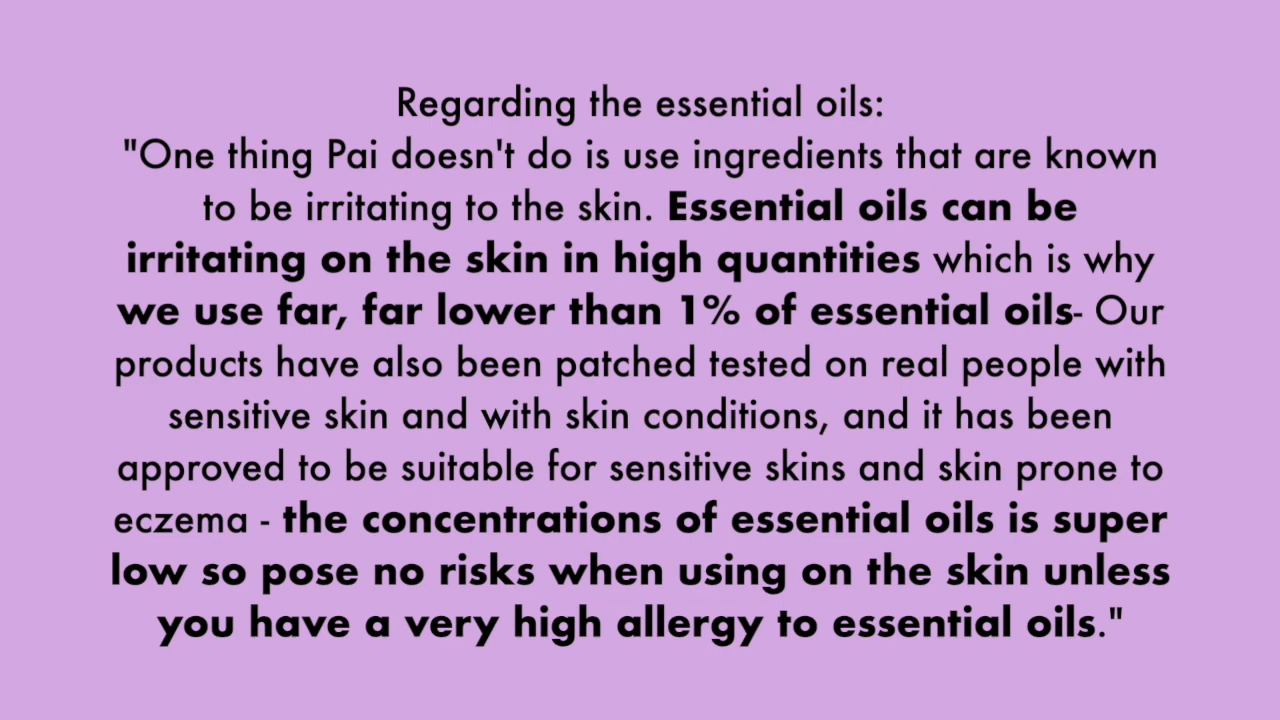 Regarding the essential oils:
"One thing Pai doesn't do is use ingredients that are known
to be irritating to the skin. Essential oils can be
irritating on the skin in high quantities which is why
we use far, far lower than 1% of essential oils- Our
products have also been patched tested on real people with
sensitive skin and with skin conditions, and it has been
approved to be suitable for sensitive skins and skin prone to
eczema - the concentrations of essential oils is super
low so pose no risks when using on the skin unless
you have a very high allergy to essential oils."